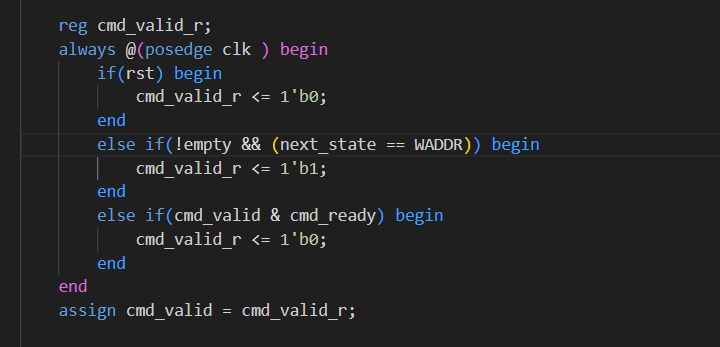 reg cmd_valid_r;
always @(posedge clk ) begin
    if(rst) begin
        cmd_valid_r <= 1'b0;
    end
    else if(!empty && (next_state == WADDR)) begin
        cmd_valid_r <= 1'b1;
    end
    else if(cmd_valid & cmd_ready) begin
        cmd_valid_r <= 1'b0;
    end
end
assign cmd_valid = cmd_valid_r;